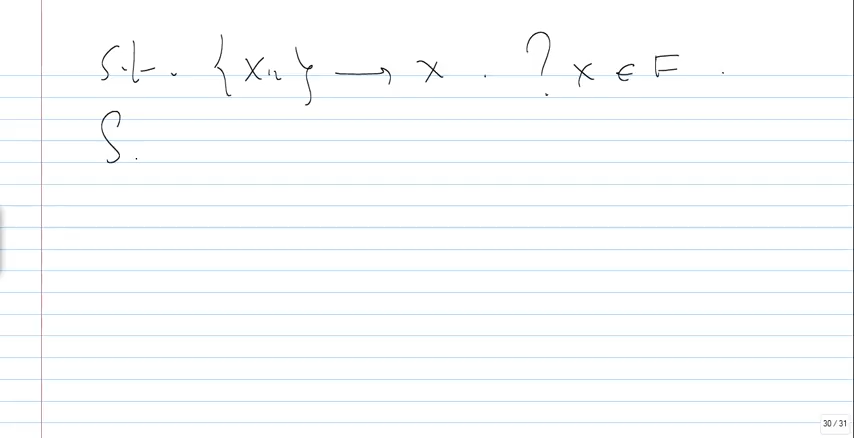 s.t. {xn} → x. ? x ∈ F.
S.
30 / 31